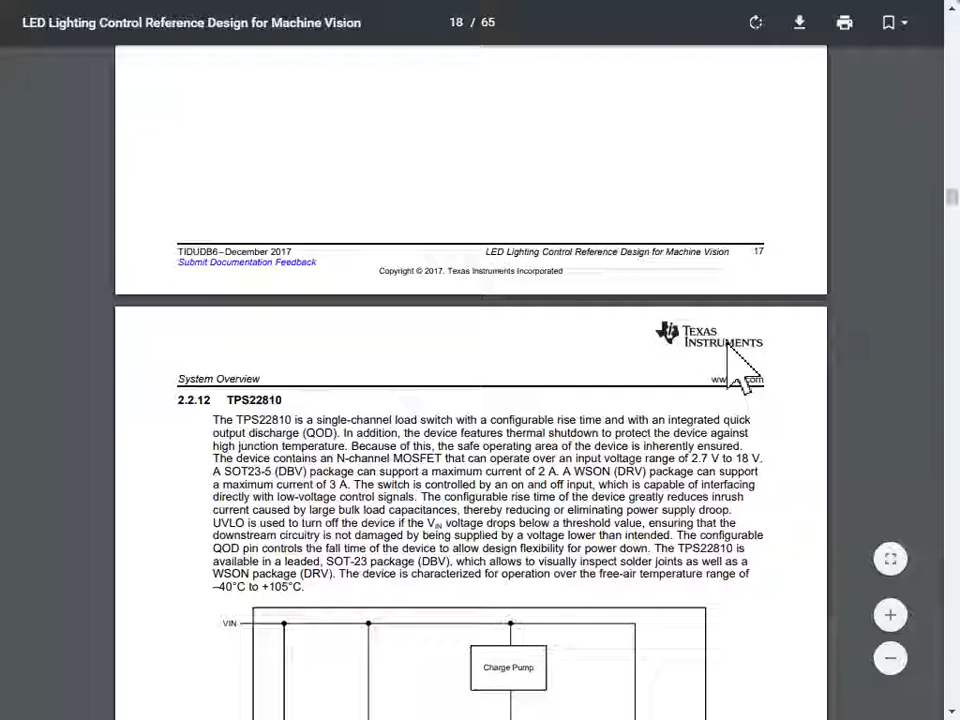 LED Lighting Control Reference Design for Machine Vision
18 / 65
TIDUDB6–December 2017
LED Lighting Control Reference Design for Machine Vision
17
Submit Documentation Feedback
Copyright © 2017, Texas Instruments Incorporated
TEXAS
INSTRUMENTS
System Overview
2.2.12 TPS22810
The TPS22810 is a single-channel load switch with a configurable rise time and with an integrated quick
output discharge (QOD). In addition, the device features thermal shutdown to protect the device against
high junction temperature. Because of this, the safe operating area of the device is inherently ensured.
The device contains an N-channel MOSFET that can operate over an input voltage range of 2.7 V to 18 V.
A SOT23-5 (DBV) package can support a maximum current of 2 A. A WSON (DRV) package can support
a maximum current of 3 A. The switch is controlled by an on and off input, which is capable of interfacing
directly with low-voltage control signals. The configurable rise time of the device greatly reduces inrush
current caused by large bulk load capacitances, thereby reducing or eliminating power supply droop.
UVLO is used to turn off the device if the VIN voltage drops below a threshold value, ensuring that the
downstream circuitry is not damaged by being supplied by a voltage lower than intended. The configurable
QOD pin controls the fall time of the device to allow design flexibility for power down. The TPS22810 is
available in a leaded, SOT-23 package (DBV), which allows to visually inspect solder joints as well as a
WSON package (DRV). The device is characterized for operation over the free-air temperature range of
–40°C to +105°C.
VIN
Charge Pump